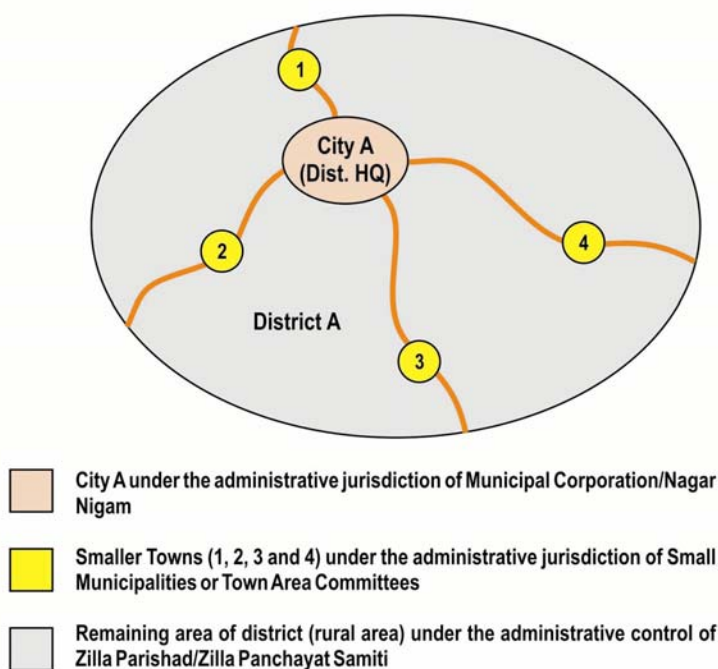 1
City A
(Dist. HQ)
2
4
District A
3
City A under the administrative jurisdiction of Municipal Corporation/Nagar
Nigam
Smaller Towns (1, 2, 3 and 4) under the administrative jurisdiction of Small
Municipalities or Town Area Committees
Remaining area of district (rural area) under the administrative control of
Zilla Parishad/Zilla Panchayat Samiti